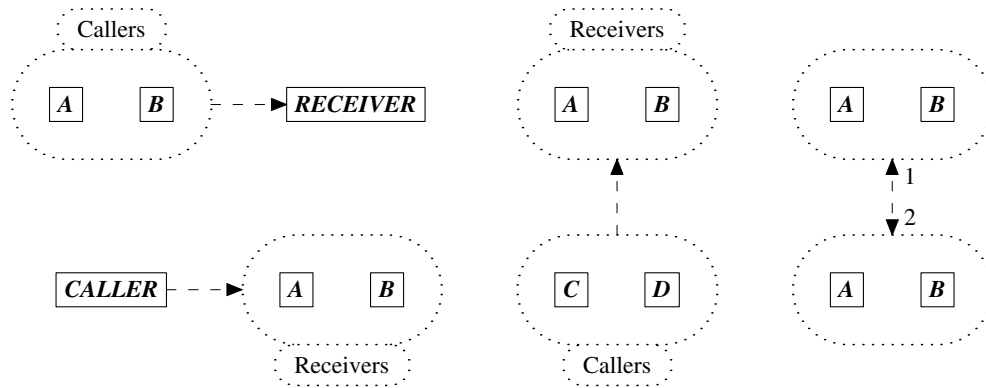 Callers
A B
RECEIVER
Receivers
A B
A B
1
2
CALLER
A B
Receivers
C D
Callers
A B